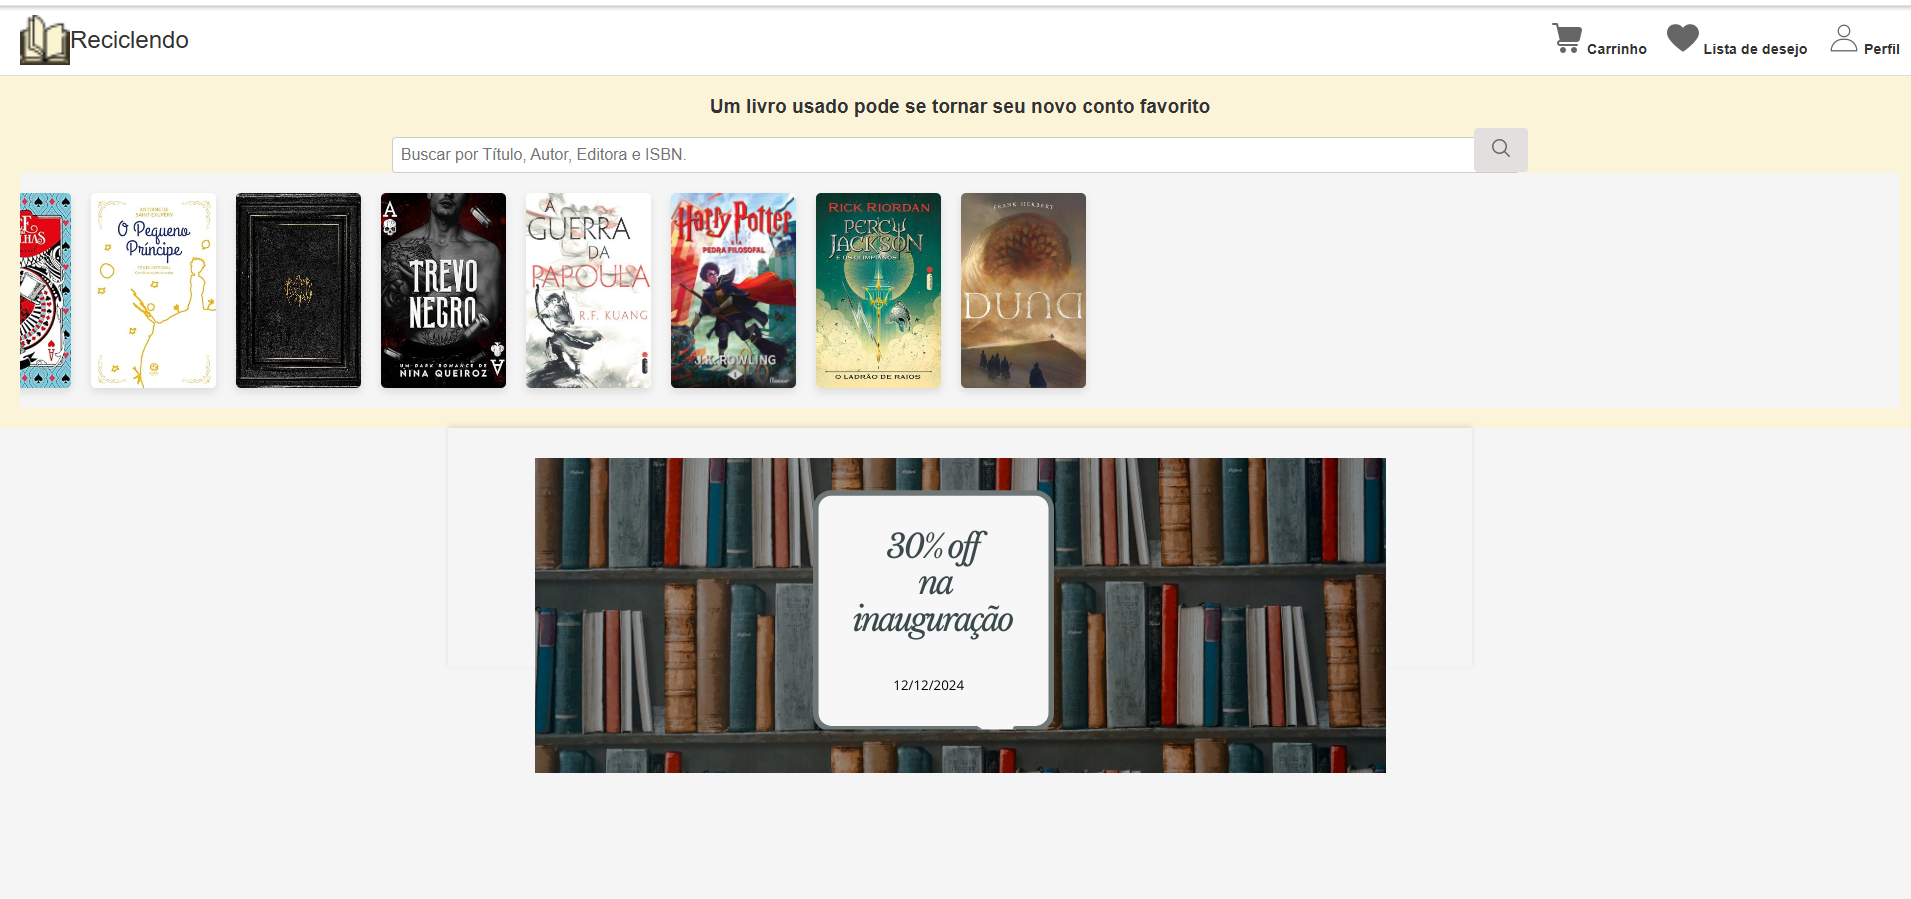 Reciclendo
Carrinho
Lista de desejo
Perfil
Um livro usado pode se tornar seu novo conto favorito
Buscar por Título, Autor, Editora e ISBN.
ANTOINE DE
SAINT-EXUPÉRY
O Pequeno
Príncipe
A
TREVO
NEGRO
UM DARK ROMANCE DE
NINA QUEIROZ
A
A
GUERRA
DA
PAPOULA
R.F. KUANG
Harry Potter
E A
PEDRA FILOSOFAL
J.K. ROWLING
RICK RIORDAN
PERCY
JACKSON
E OS OLIMPIANOS
O LADRÃO DE RAIOS
FRANK HERBERT
DUNA
30% off
na
inauguração
12/12/2024